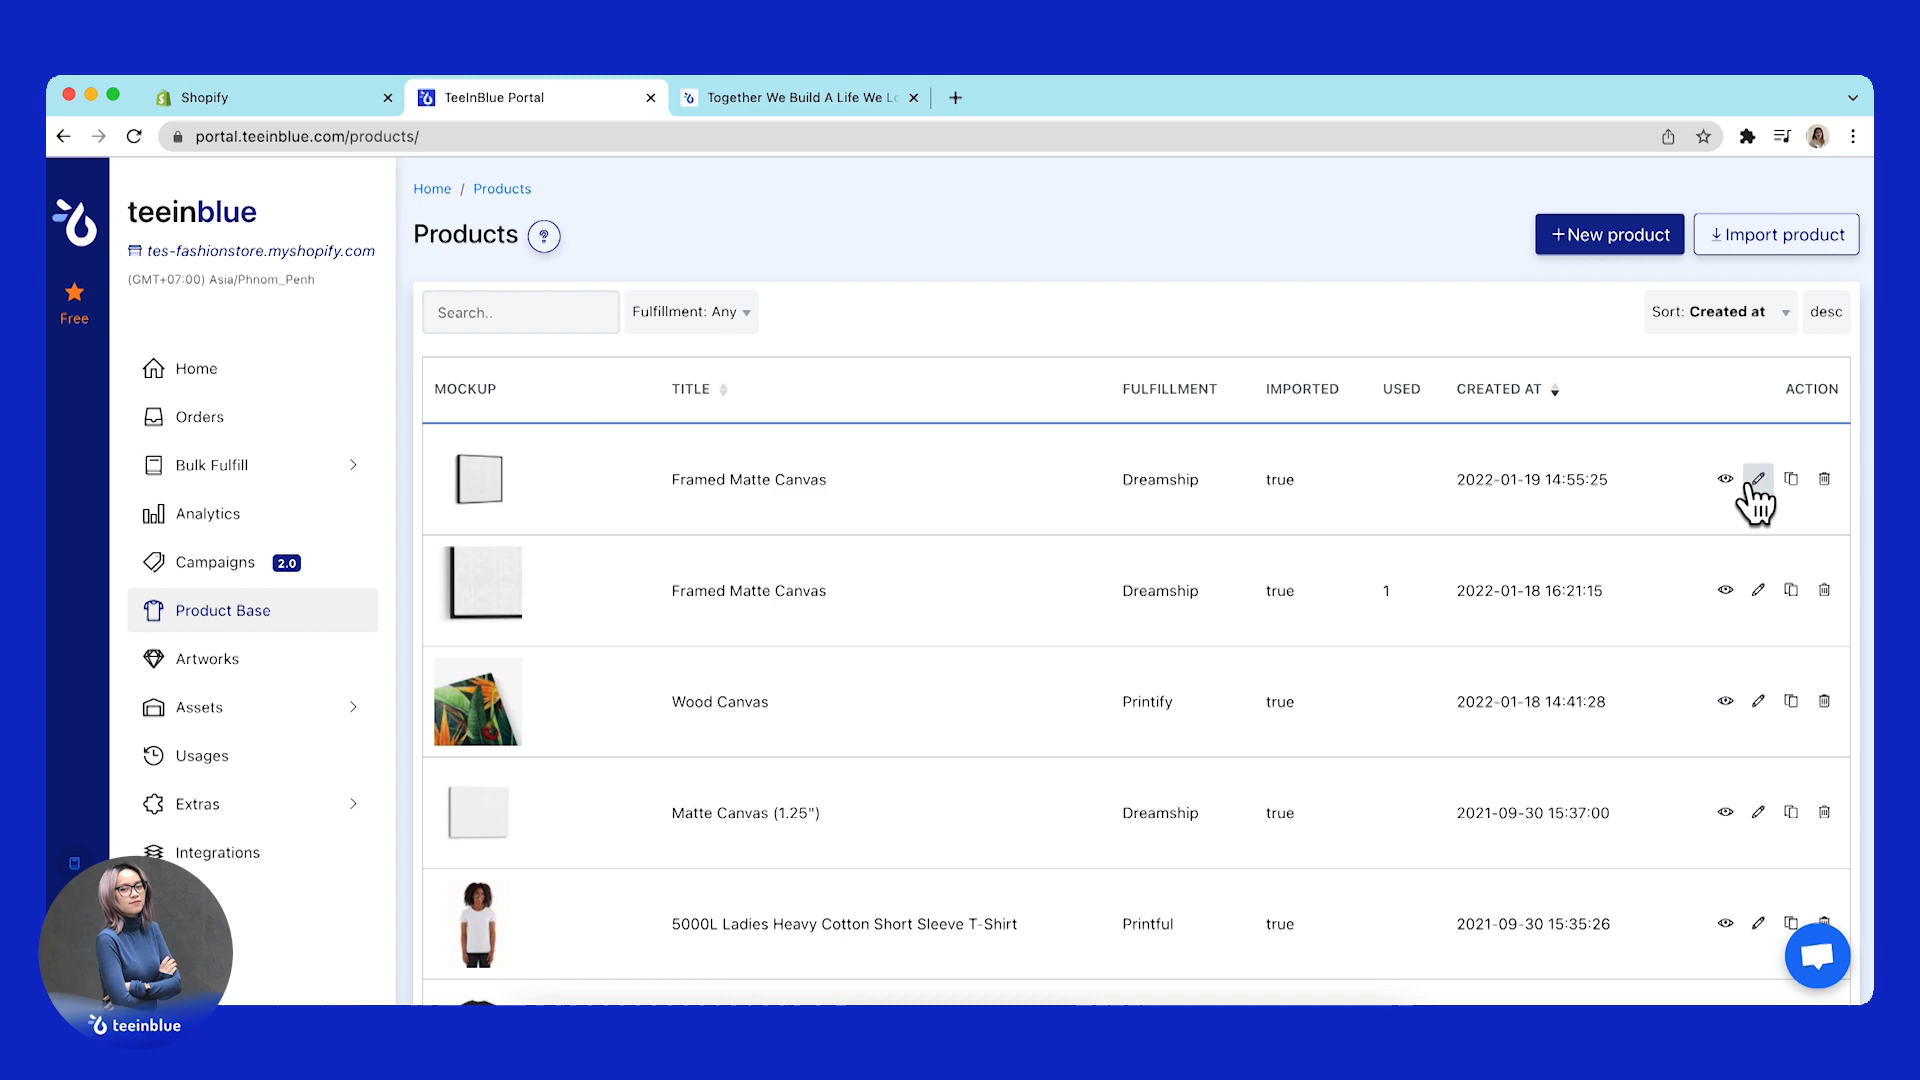 Shopify
TeeInBlue Portal
Together We Build A Life We Lo
portal.teeinblue.com/products/
teeinblue
tes-fashionstore.myshopify.com
(GMT+07:00) Asia/Phnom_Penh
Free
Home
Orders
Bulk Fulfill
Analytics
Campaigns 2.0
Product Base
Artworks
Assets
Usages
Extras
Integrations
teeinblue
Home / Products
Products ?
+New product
Import product
Search..
Fulfillment: Any
Sort: Created at
desc
MOCKUP TITLE FULFILLMENT IMPORTED USED CREATED AT ACTION
Framed Matte Canvas Dreamship true 2022-01-19 14:55:25
Framed Matte Canvas Dreamship true 1 2022-01-18 16:21:15
Wood Canvas Printify true 2022-01-18 14:41:28
Matte Canvas (1.25") Dreamship true 2021-09-30 15:37:00
5000L Ladies Heavy Cotton Short Sleeve T-Shirt Printful true 2021-09-30 15:35:26